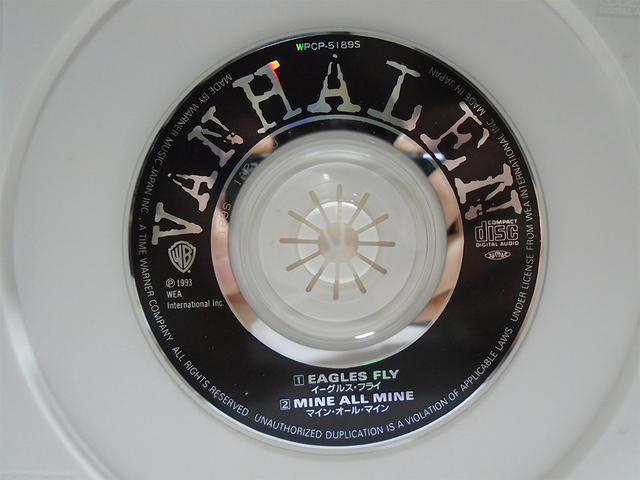 WPCP-5189S
VAN HALEN
MADE IN JAPAN
WB
COMPACT
disc
DIGITAL AUDIO
℗ 1993
WEA
International Inc.
1 EAGLES FLY
イーグルス・フライ
2 MINE ALL MINE
マイン・オール・マイン
MADE BY WARNER MUSIC JAPAN INC., A TIME WARNER COMPANY. ALL RIGHTS RESERVED. UNAUTHORIZED DUPLICATION IS A VIOLATION OF APPLICABLE LAWS. UNDER LICENSE FROM WEA INTERNATIONAL INC.